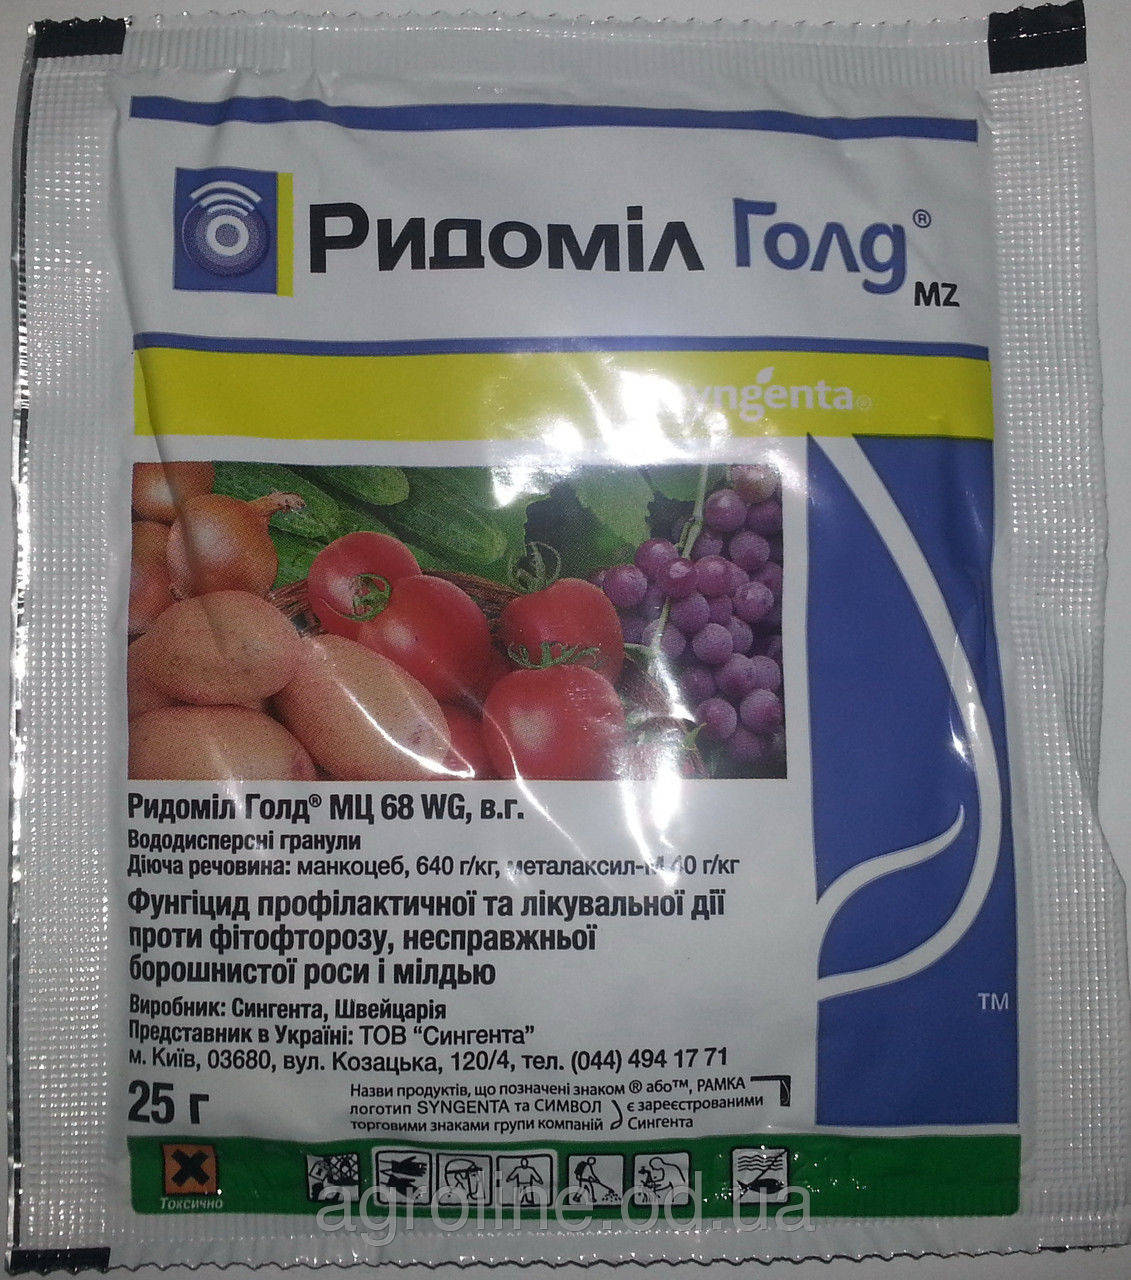 Ридоміл Голд®
MZ
syngenta®
Ридоміл Голд® МЦ 68 WG, в.г.
Вододисперсні гранули
Діюча речовина: манкоцеб, 640 г/кг, металаксил-М 40 г/кг
Фунгіцид профілактичної та лікувальної дії
проти фітофторозу, несправжньої
борошнистої роси і мілдью
Виробник: Сингента, Швейцарія
Представник в Україні: ТОВ “Сингента”
м. Київ, 03680, вул. Козацька, 120/4, тел. (044) 494 17 71
25 г
Назви продуктів, що позначені знаком ® або™, РАМКА
логотип SYNGENTA та СИМВОЛ є зареєстрованими
торговими знаками групи компаній Сингента
TM
Токсично
agroline.od.ua